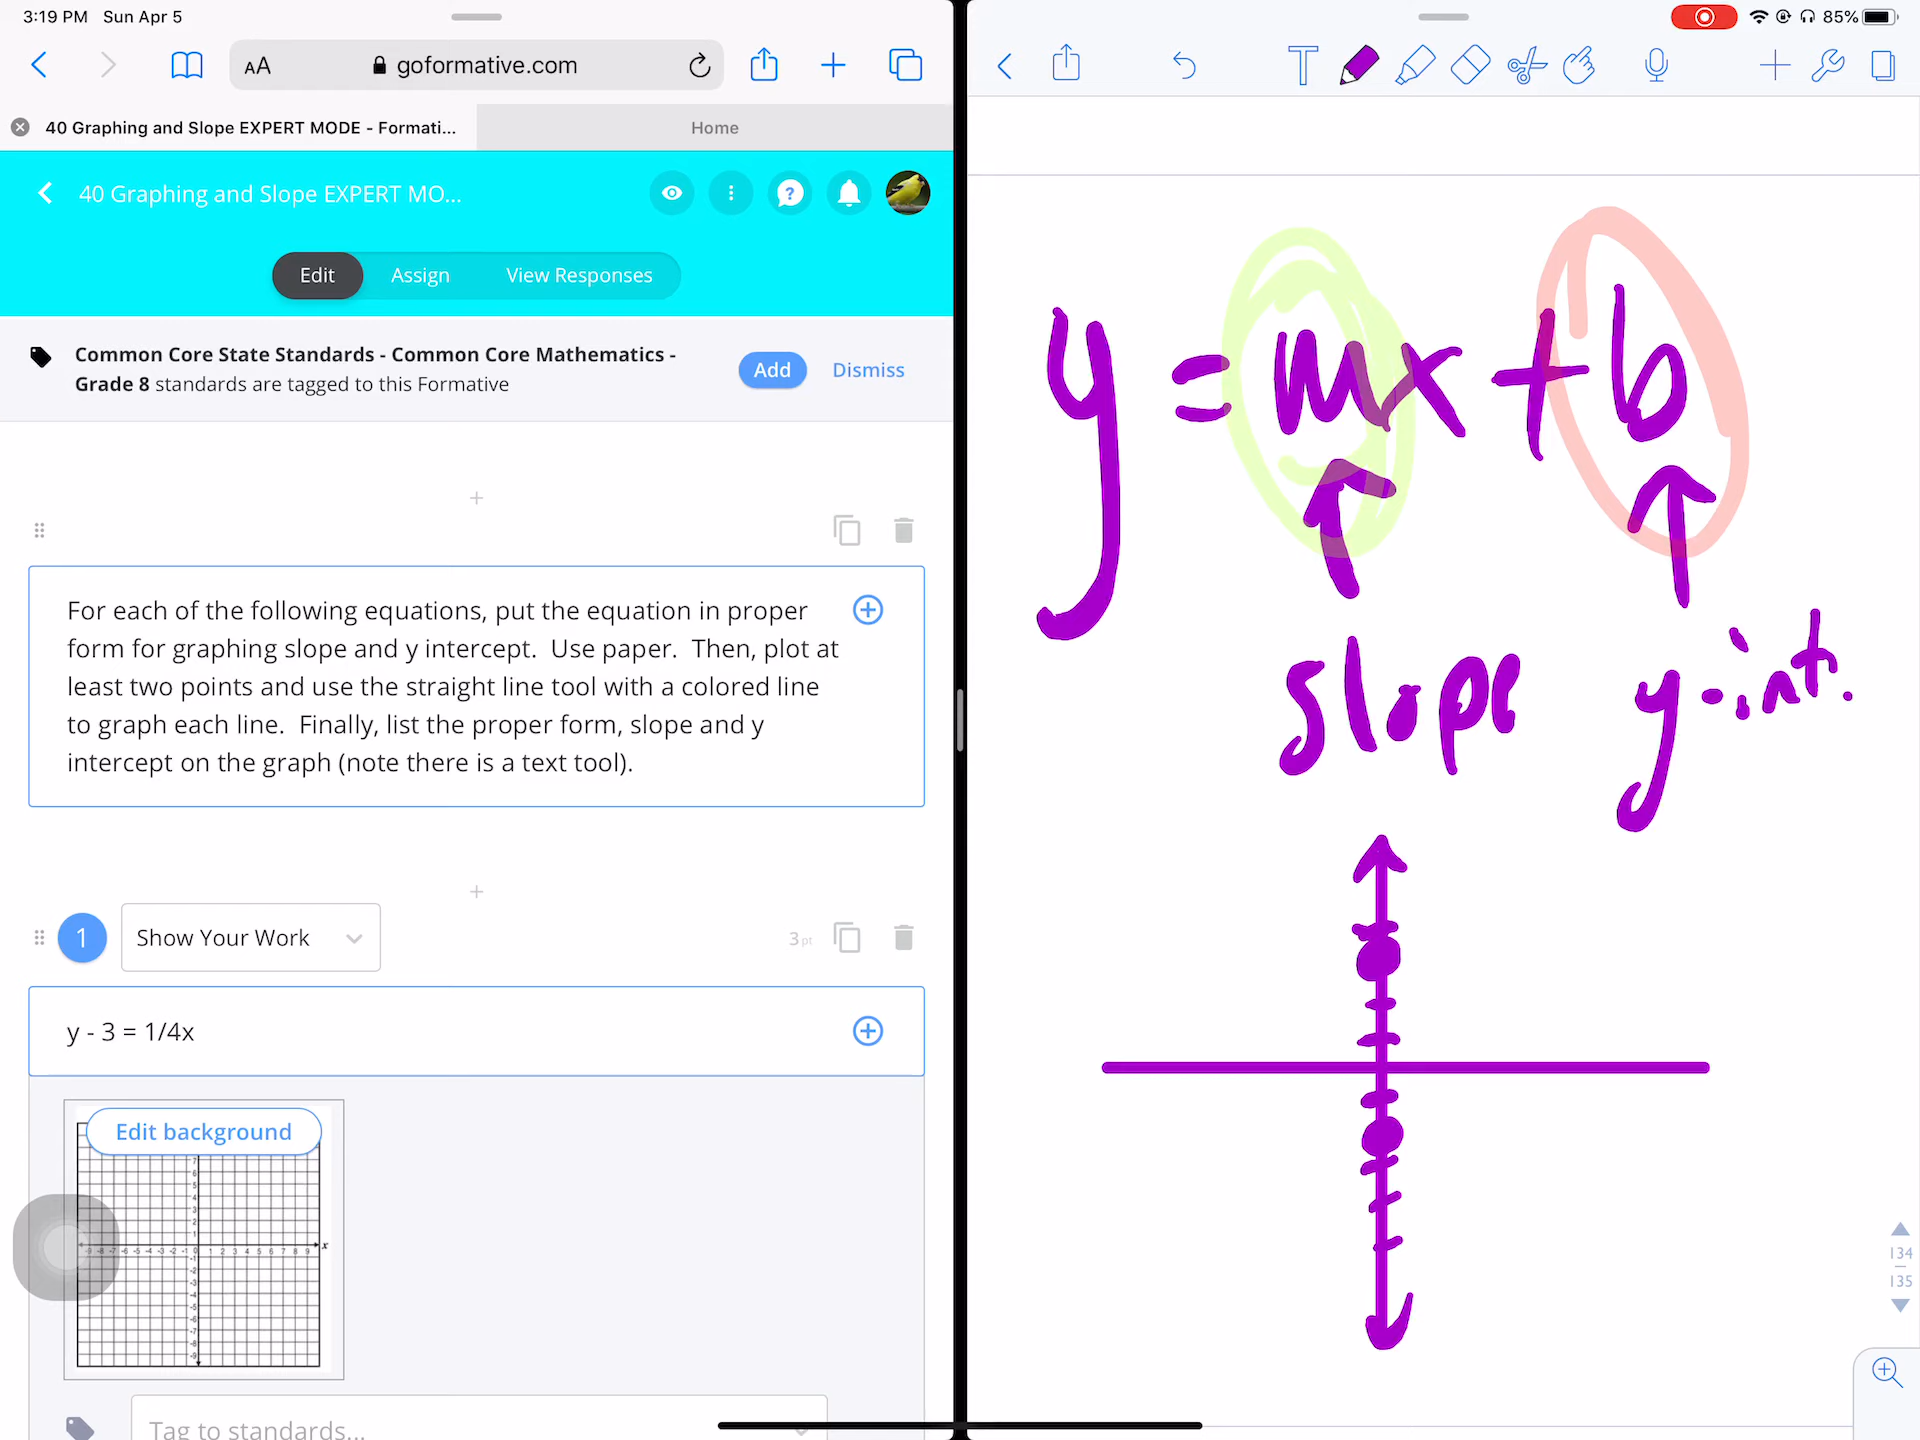 3:19 PM Sun Apr 5
85%
AA goformative.com
40 Graphing and Slope EXPERT MODE - Formati...
Home
40 Graphing and Slope EXPERT MO...
Edit Assign View Responses
Common Core State Standards - Common Core Mathematics -
Grade 8 standards are tagged to this Formative
Add Dismiss
For each of the following equations, put the equation in proper
form for graphing slope and y intercept. Use paper. Then, plot at
least two points and use the straight line tool with a colored line
to graph each line. Finally, list the proper form, slope and y
intercept on the graph (note there is a text tool).
1 Show Your Work
3 pt
y - 3 = 1/4x
Edit background
Tag to standards...
T
y = mx + b
slope y-int.
134
135